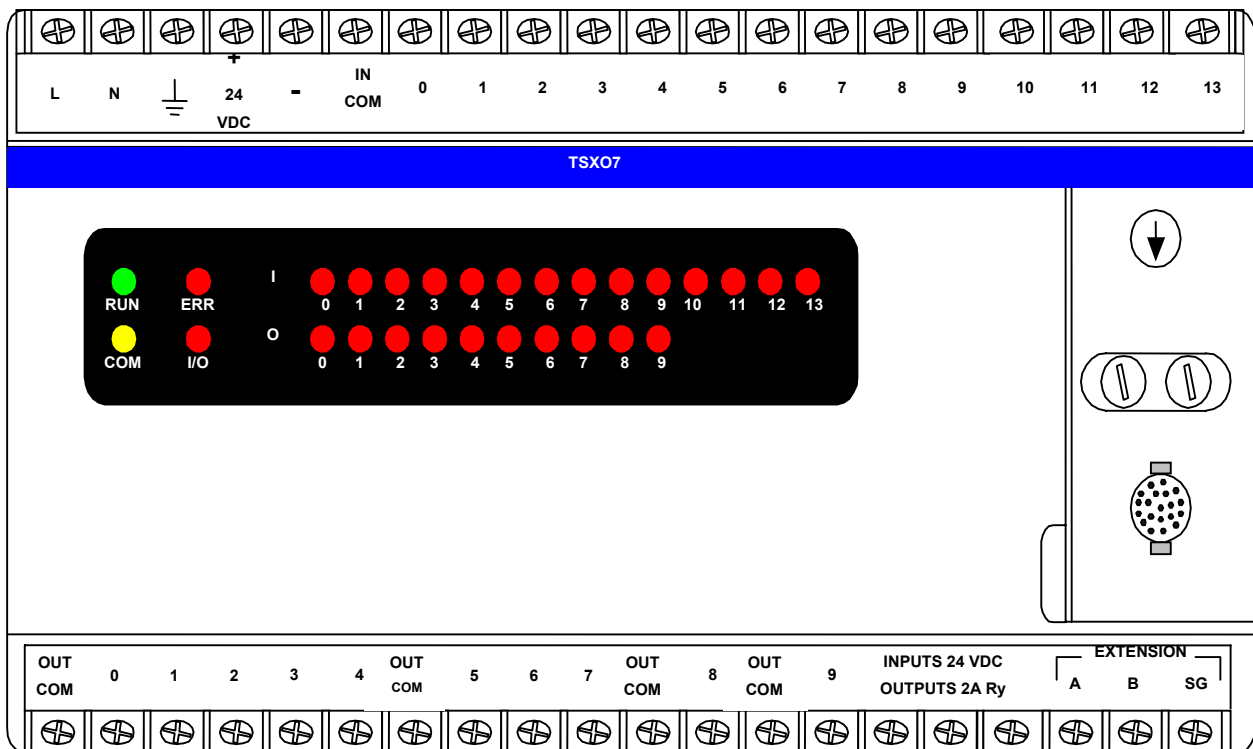 L N + 24 VDC - IN COM 0 1 2 3 4 5 6 7 8 9 10 11 12 13
TSXO7
I
RUN ERR 0 1 2 3 4 5 6 7 8 9 10 11 12 13
O
COM I/O 0 1 2 3 4 5 6 7 8 9
OUT COM 0 1 2 3 4 OUT COM 5 6 7 OUT COM 8 OUT COM 9
INPUTS 24 VDC
OUTPUTS 2A Ry
EXTENSION
A B SG